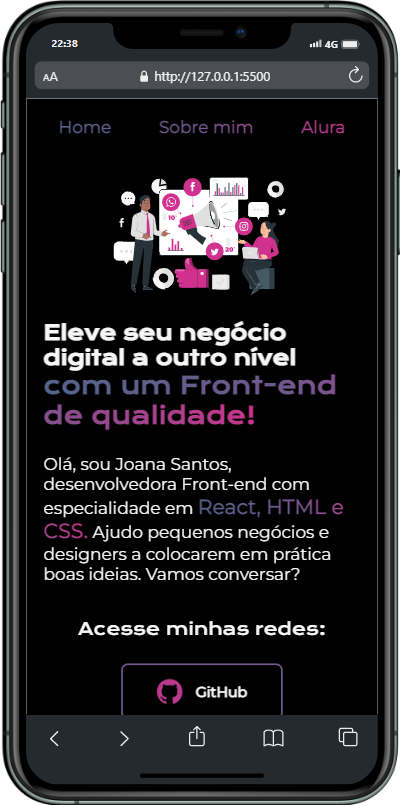 22:38
4G
AA
http://127.0.0.1:5500
Home Sobre mim Alura
10
20
Eleve seu negócio
digital a outro nível
com um Front-end
de qualidade!
Olá, sou Joana Santos,
desenvolvedora Front-end com
especialidade em React, HTML e
CSS. Ajudo pequenos negócios e
designers a colocarem em prática
boas ideias. Vamos conversar?
Acesse minhas redes:
GitHub